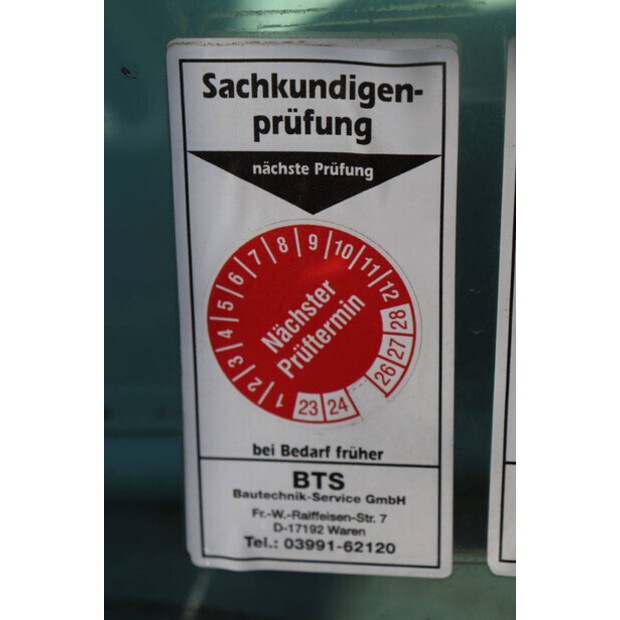 Sachkundigen-
prüfung
nächste Prüfung
1 2 3 4 5 6 7 8 9 10 11 12
Nächster
Prüftermin
23 24 26 27 28
bei Bedarf früher
BTS
Bautechnik-Service GmbH
Fr.-W.-Raiffeisen-Str. 7
D-17192 Waren
Tel.: 03991-62120